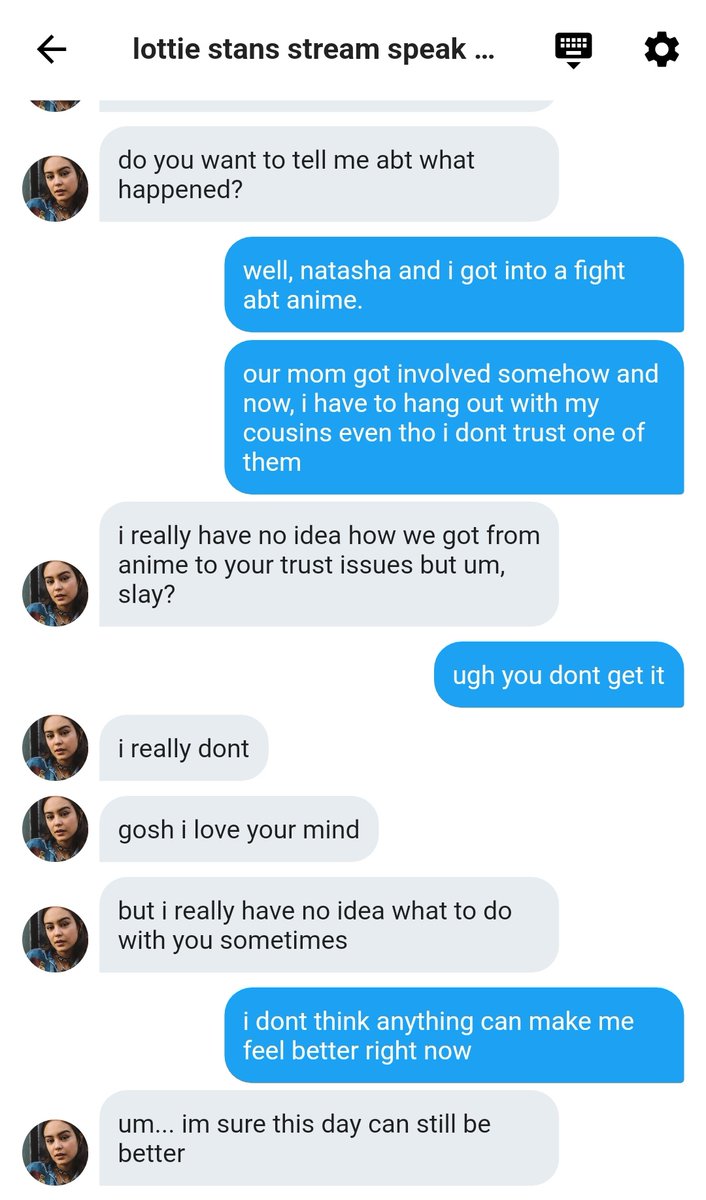 lottie stans stream speak ...
do you want to tell me abt what
happened?
well, natasha and i got into a fight
abt anime.
our mom got involved somehow and
now, i have to hang out with my
cousins even tho i dont trust one of
them
i really have no idea how we got from
anime to your trust issues but um,
slay?
ugh you dont get it
i really dont
gosh i love your mind
but i really have no idea what to do
with you sometimes
i dont think anything can make me
feel better right now
um... im sure this day can still be
better